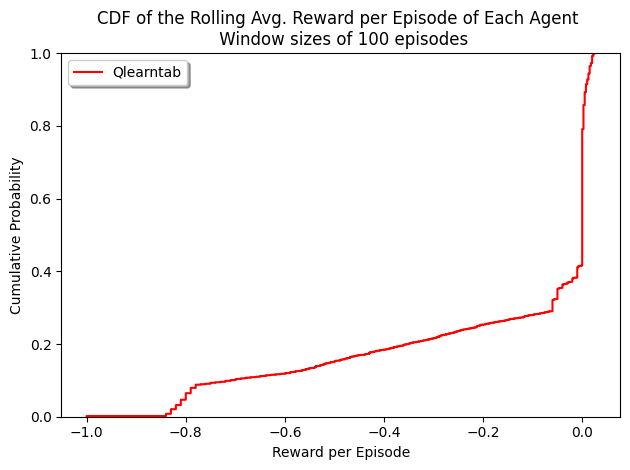 CDF of the Rolling Avg. Reward per Episode of Each Agent
Window sizes of 100 episodes
Qlearntab
Cumulative Probability
1.0
0.8
0.6
0.4
0.2
0.0
−1.0 −0.8 −0.6 −0.4 −0.2 0.0
Reward per Episode